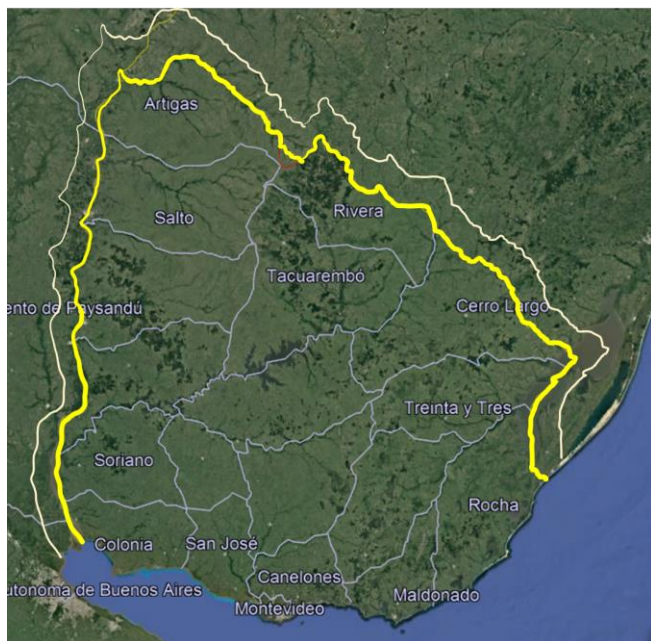 Artigas
Rivera
Salto
Tacuarembó
ento de Paysandú
Cerro Largo
Treinta y Tres
Soriano
Rocha
Colonia
San José
Canelones
utonoma de Buenos Aires
Maldonado
Montevideo